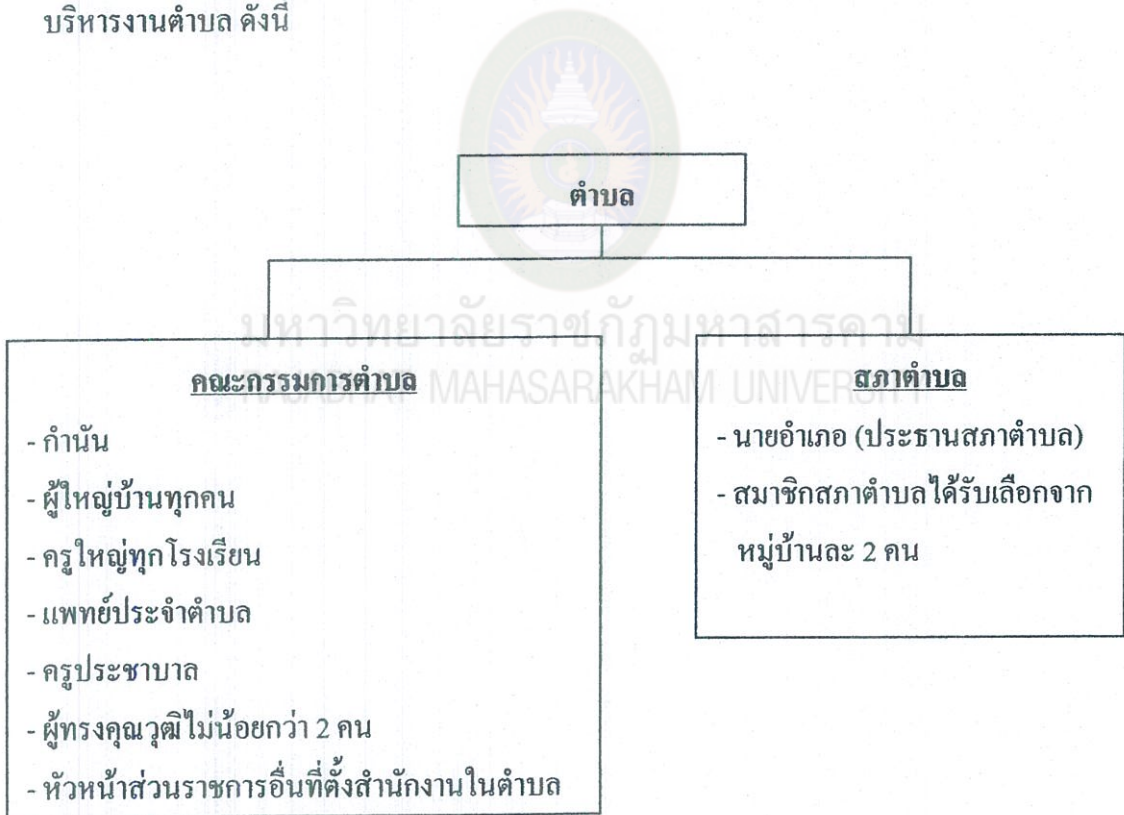 บริหารงานตำบล ดังนี้
ตำบล
มหาวิทยาลัยราชภัฏมหาสารคาม
RAJABHAT MAHASARAKHAM UNIVERSITY
คณะกรรมการตำบล
- กำนัน
- ผู้ใหญ่บ้านทุกคน
- ครูใหญ่ทุกโรงเรียน
- แพทย์ประจำตำบล
- ครูประชาบาล
- ผู้ทรงคุณวุฒิไม่น้อยกว่า 2 คน
- หัวหน้าส่วนราชการอื่นที่ตั้งสำนักงานในตำบล
สภาตำบล
- นายอำเภอ (ประธานสภาตำบล)
- สมาชิกสภาตำบลได้รับเลือกจาก
หมู่บ้านละ 2 คน